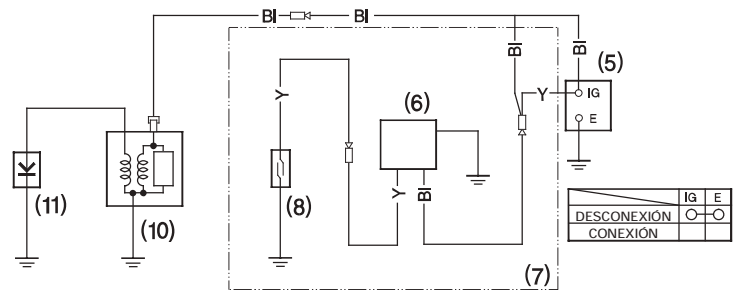 Bl
Bl
Bl
Bl
(5)
Y
IG
E
Y
(6)
(8)
Y
Bl
(7)
(11)
(10)
IG E
DESCONEXIÓN
CONEXIÓN